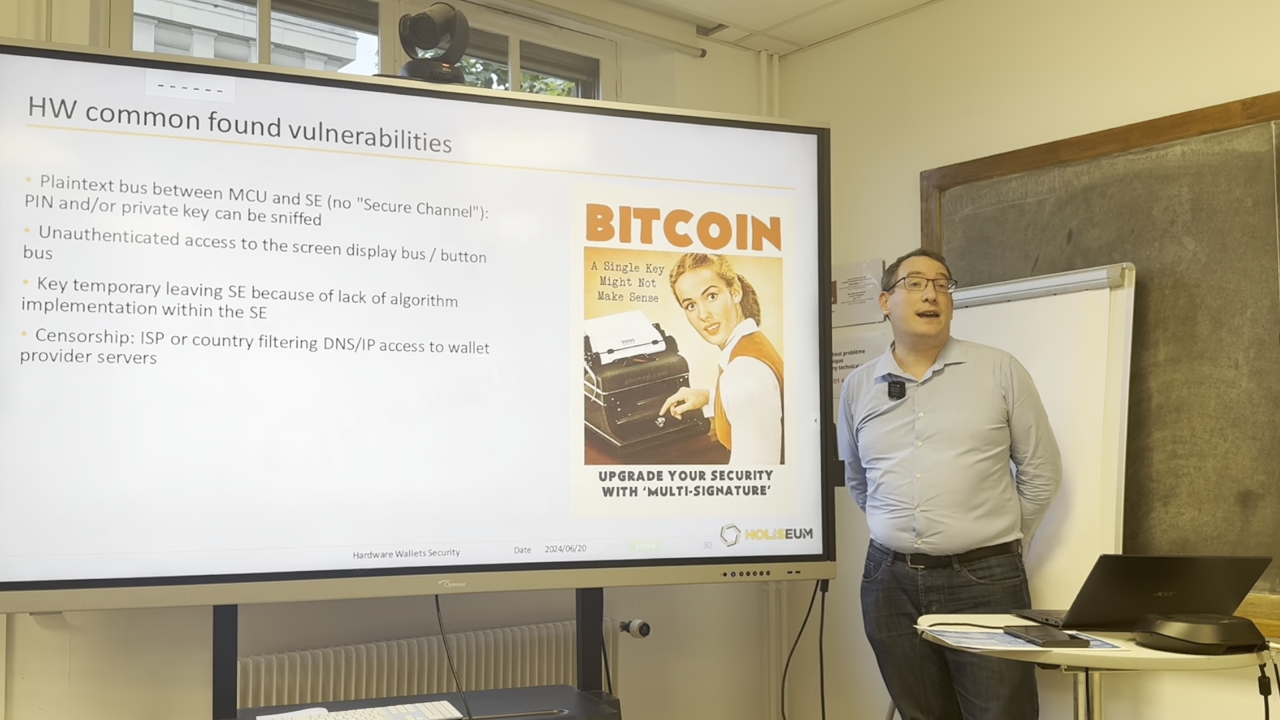 HW common found vulnerabilities
• Plaintext bus between MCU and SE (no "Secure Channel"):
PIN and/or private key can be sniffed
• Unauthenticated access to the screen display bus / button
bus
• Key temporary leaving SE because of lack of algorithm
implementation within the SE
• Censorship: ISP or country filtering DNS/IP access to wallet
provider servers
BITCOIN
A Single Key
Might Not
Make Sense
UPGRADE YOUR SECURITY
WITH ‘MULTI-SIGNATURE’
HOLISEUM
Hardware Wallets Security
Date
2024/06/20
30
Optoma
tout problème
acer